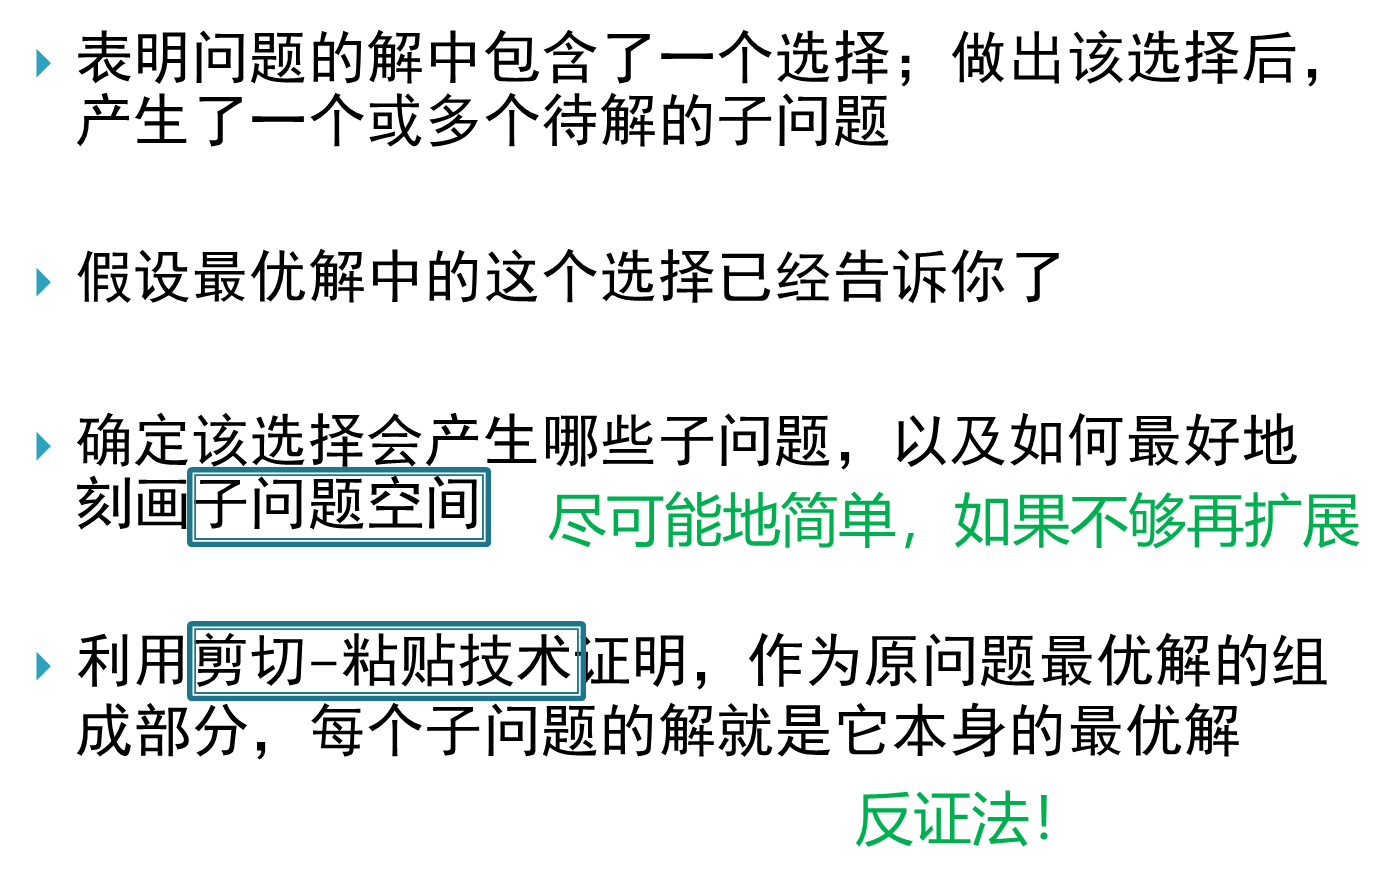 表明问题的解中包含了一个选择；做出该选择后，
产生了一个或多个待解的子问题
假设最优解中的这个选择已经告诉你了
确定该选择会产生哪些子问题，以及如何最好地
刻画子问题空间
尽可能地简单，如果不够再扩展
利用剪切-粘贴技术证明，作为原问题最优解的组
成部分，每个子问题的解就是它本身的最优解
反证法！